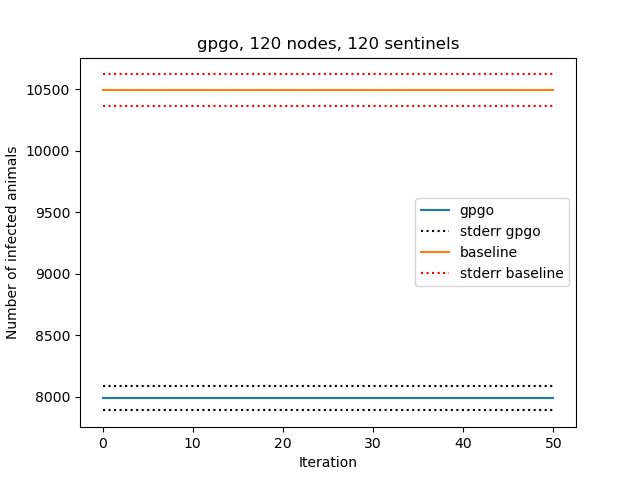 gpgo, 120 nodes, 120 sentinels
10500
10000
9500
9000
8500
8000
Number of infected animals
gpgo
stderr gpgo
baseline
stderr baseline
0 10 20 30 40 50
Iteration